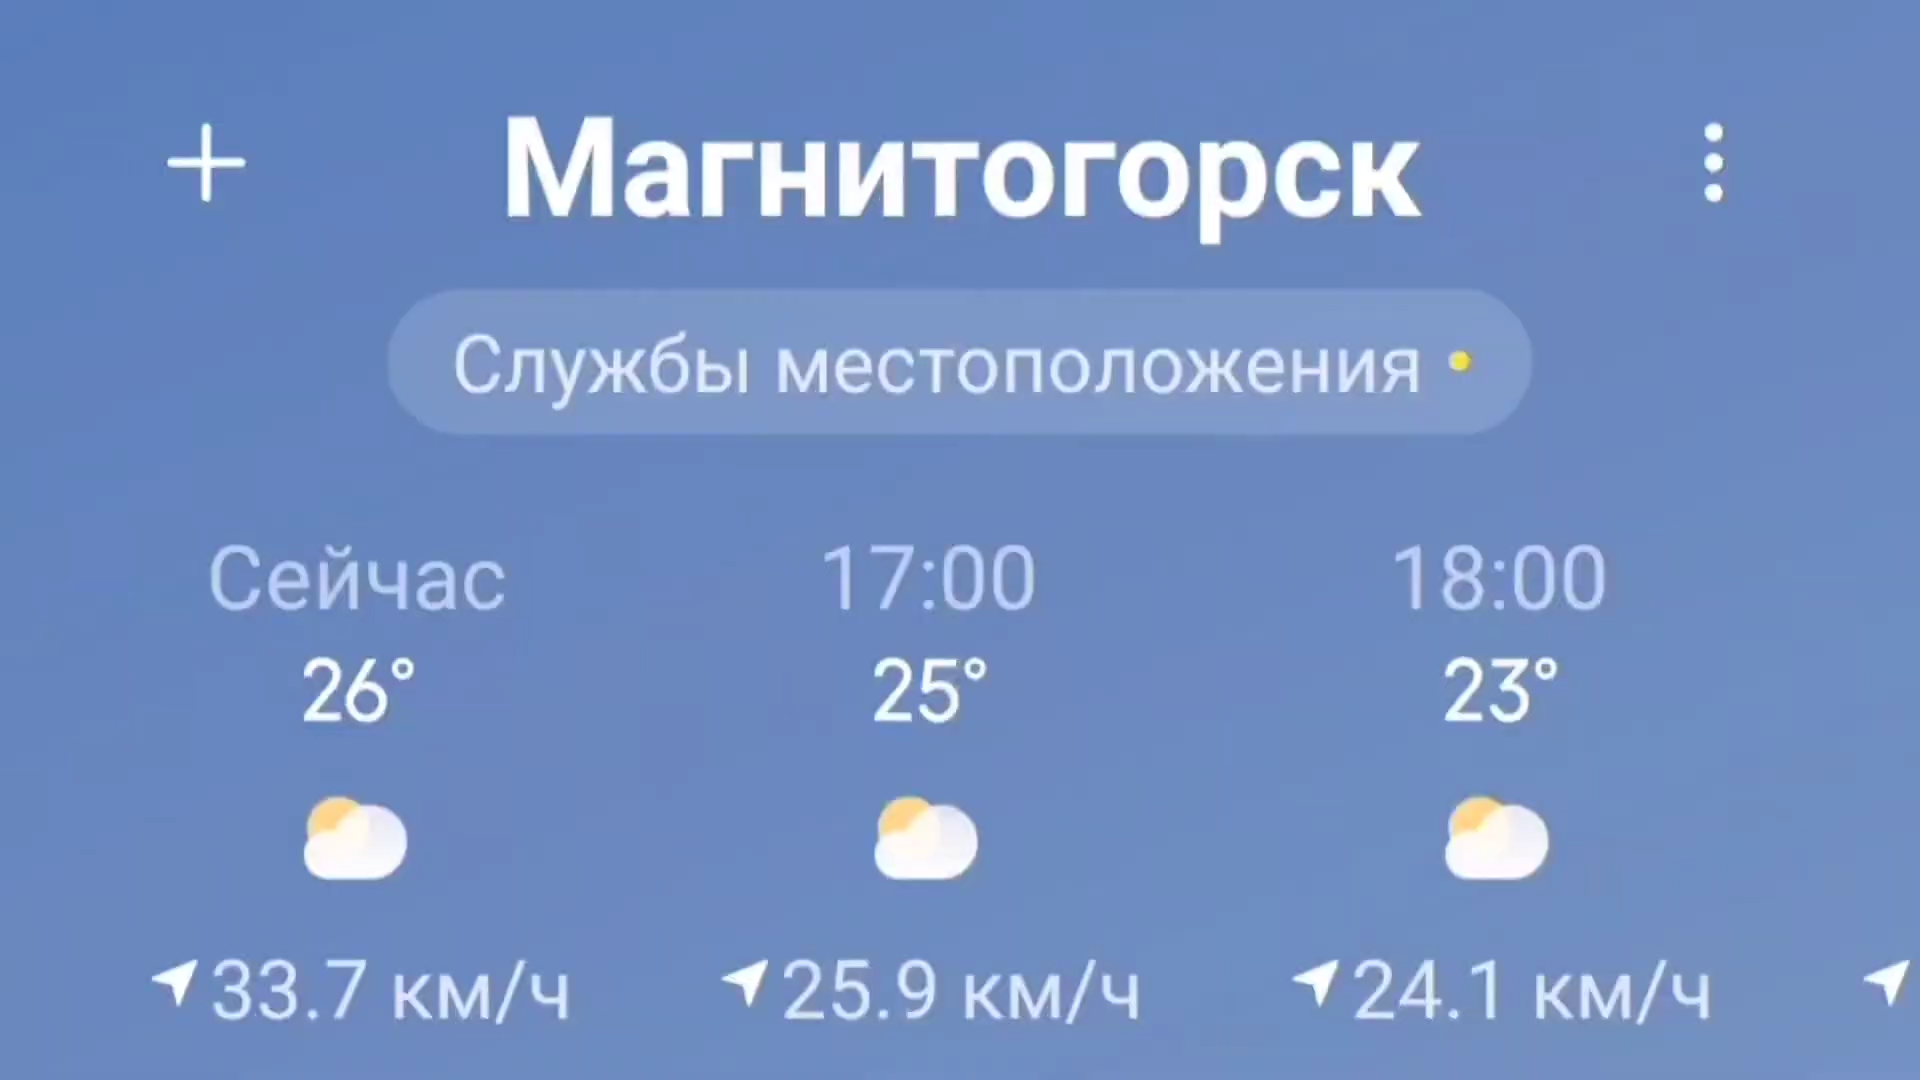 Магнитогорск
Службы местоположения
Сейчас 17:00 18:00
26° 25° 23°
33.7 км/ч 25.9 км/ч 24.1 км/ч